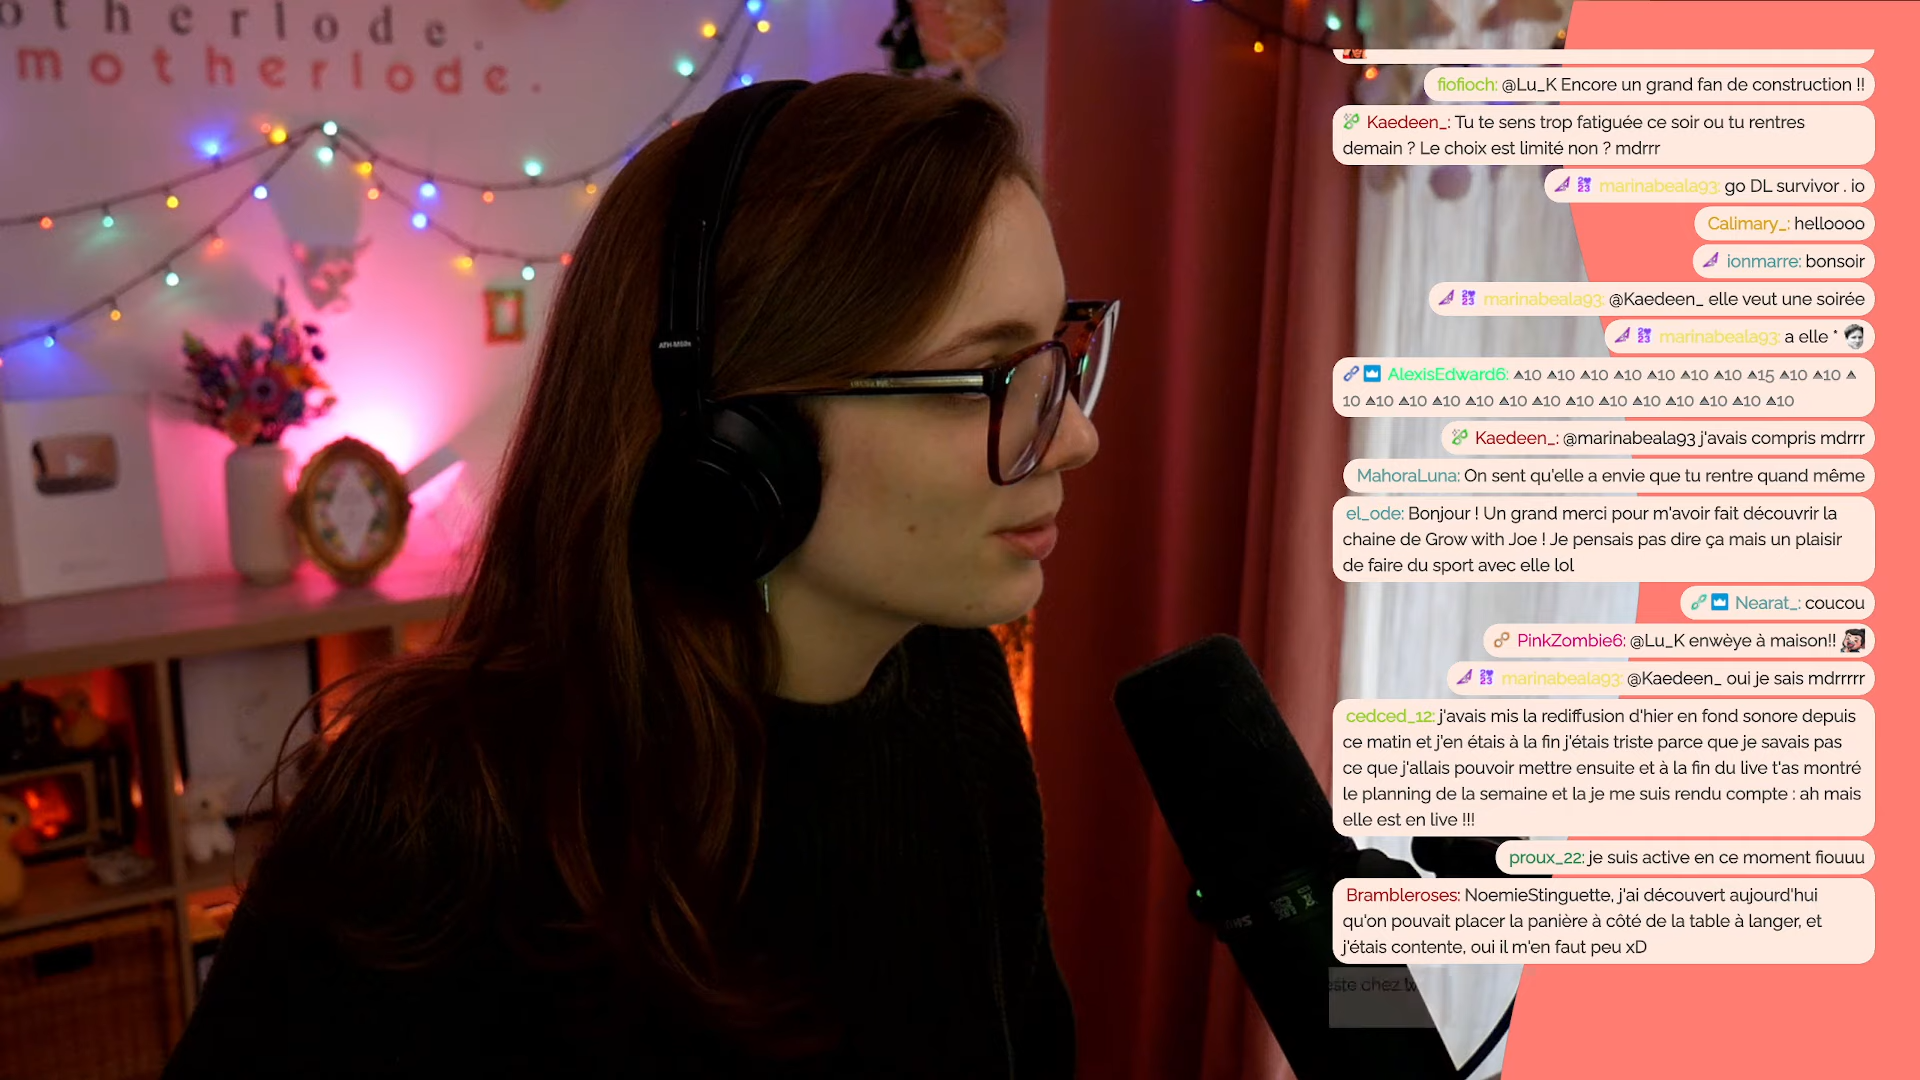 otherlode.
motherlode.
ATH-M50x
fiofioch: @Lu_K Encore un grand fan de construction !!
Kaedeen_: Tu te sens trop fatiguée ce soir ou tu rentres
demain ? Le choix est limité non ? mdrrr
marinabeala93: go DL survivor . io
Calimary_: helloooo
ionmarre: bonsoir
marinabeala93: @Kaedeen_ elle veut une soirée
marinabeala93: a elle *
AlexisEdward6: 10 10 10 10 10 10 10 15 10 10
10 10 10 10 10 10 10 10 10 10 10 10 10 10
Kaedeen_: @marinabeala93 j'avais compris mdrrr
MahoraLuna: On sent qu'elle a envie que tu rentre quand même
el_ode: Bonjour ! Un grand merci pour m'avoir fait découvrir la
chaine de Grow with Joe ! Je pensais pas dire ça mais un plaisir
de faire du sport avec elle lol
Nearat_: coucou
PinkZombie6: @Lu_K enwèye à maison!!
marinabeala93: @Kaedeen_ oui je sais mdrrrrr
cedced_12: j'avais mis la rediffusion d'hier en fond sonore depuis
ce matin et j'en étais à la fin j'étais triste parce que je savais pas
ce que j'allais pouvoir mettre ensuite et à la fin du live t'as montré
le planning de la semaine et la je me suis rendu compte : ah mais
elle est en live !!!
proux_22: je suis active en ce moment fiouuu
Brambleroses: NoemieStinguette, j'ai découvert aujourd'hui
qu'on pouvait placer la panière à côté de la table à langer, et
j'étais contente, oui il m'en faut peu xD
chez